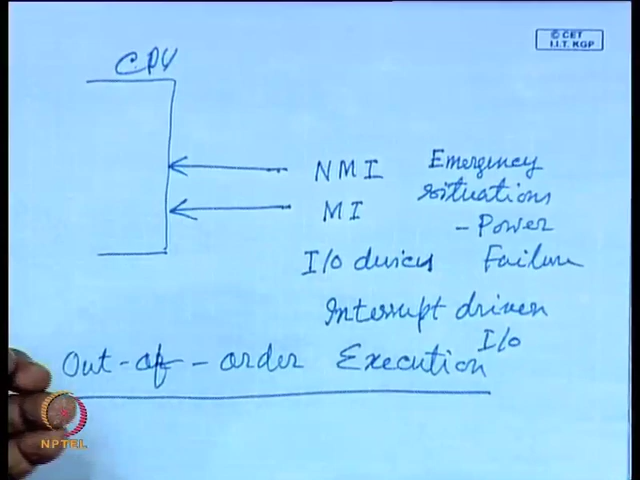 © CET
I.I.T. KGP
CPU
NMI Emergency
situations
MI
- Power
I/O devices Failure
Interrupt driven
I/O
Out-of-order Execution
NPTEL